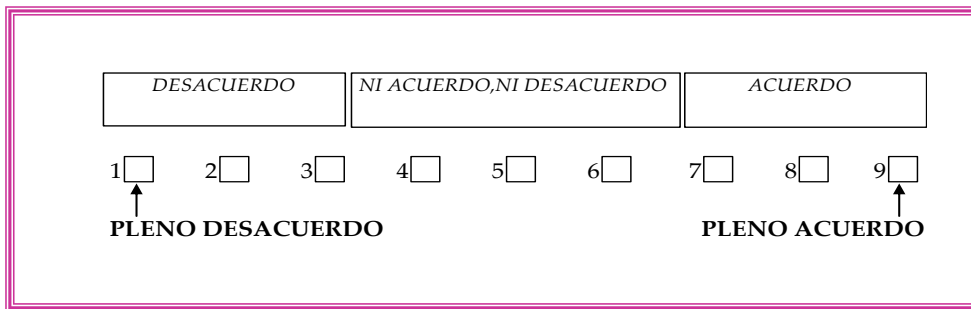 DESACUERDO NI ACUERDO,NI DESACUERDO ACUERDO
1 2 3 4 5 6 7 8 9
PLENO DESACUERDO PLENO ACUERDO